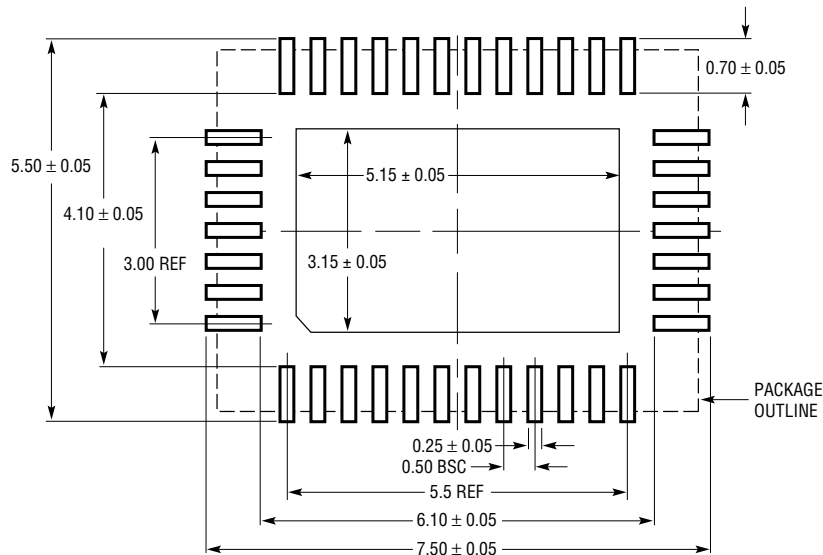 0.70 ± 0.05
5.50 ± 0.05
5.15 ± 0.05
4.10 ± 0.05
3.00 REF
3.15 ± 0.05
PACKAGE
OUTLINE
0.25 ± 0.05
0.50 BSC
5.5 REF
6.10 ± 0.05
7.50 ± 0.05